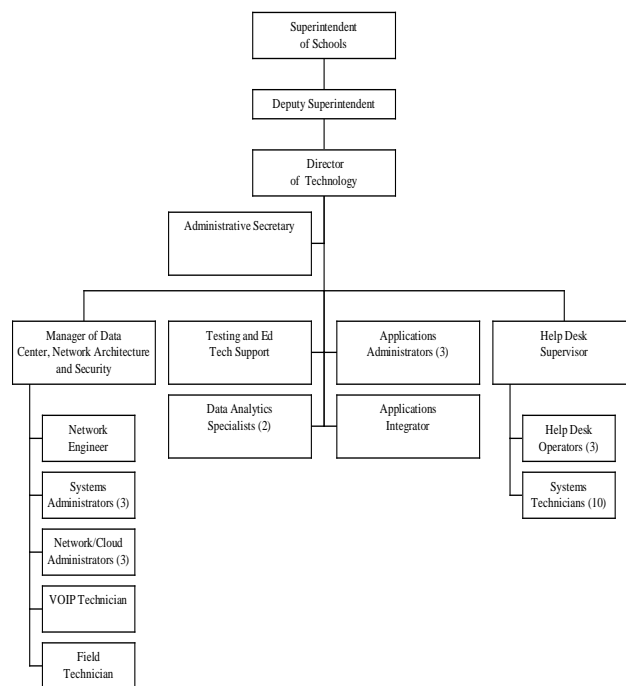 Superintendent
of Schools
Deputy Superintendent
Director
of Technology
Administrative Secretary
Manager of Data
Center, Network Architecture
and Security
Testing and Ed
Tech Support
Applications
Administrators (3)
Help Desk
Supervisor
Data Analytics
Specialists (2)
Applications
Integrator
Network
Engineer
Systems
Administrators (3)
Network/Cloud
Administrators (3)
VOIP Technician
Field
Technician
Help Desk
Operators (3)
Systems
Technicians (10)